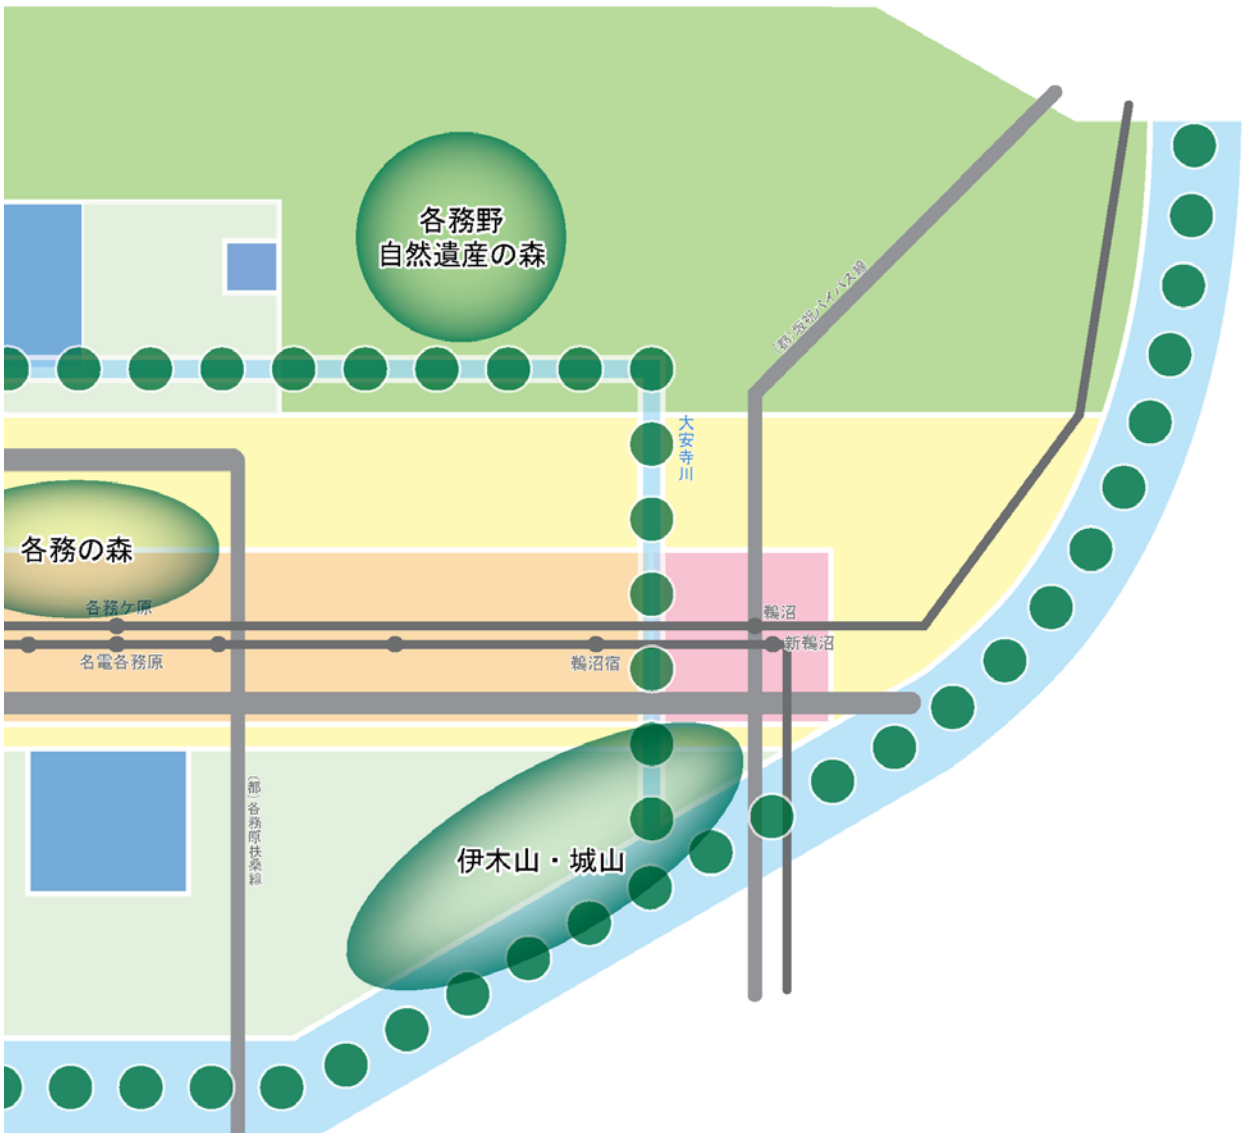 各務野
自然遺産の森
（都）坂祝バイパス線
大安寺川
各務の森
各務ケ原
鵜沼
名電各務原
鵜沼宿
新鵜沼
（都）各務原扶桑線
伊木山・城山